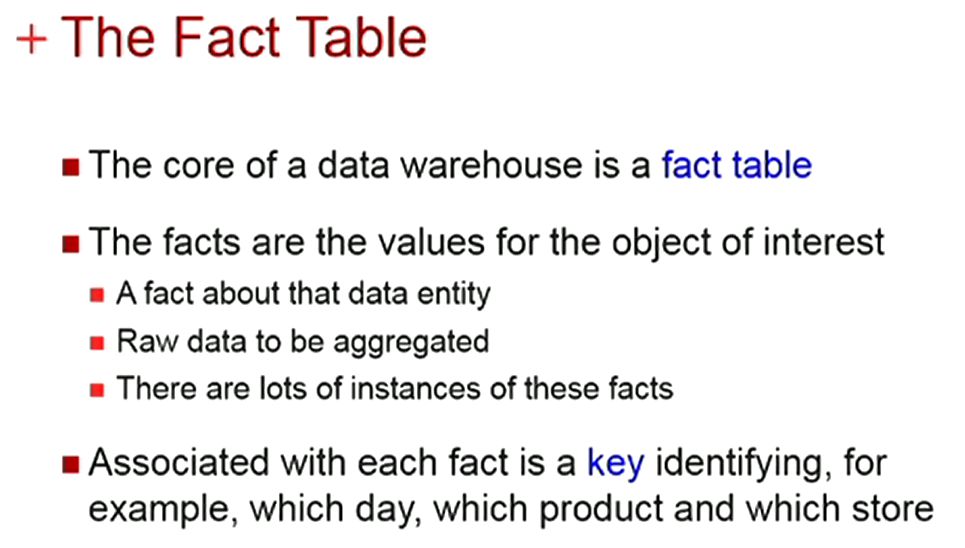 + The Fact Table
■ The core of a data warehouse is a fact table
■ The facts are the values for the object of interest
■ A fact about that data entity
■ Raw data to be aggregated
■ There are lots of instances of these facts
■ Associated with each fact is a key identifying, for
example, which day, which product and which store